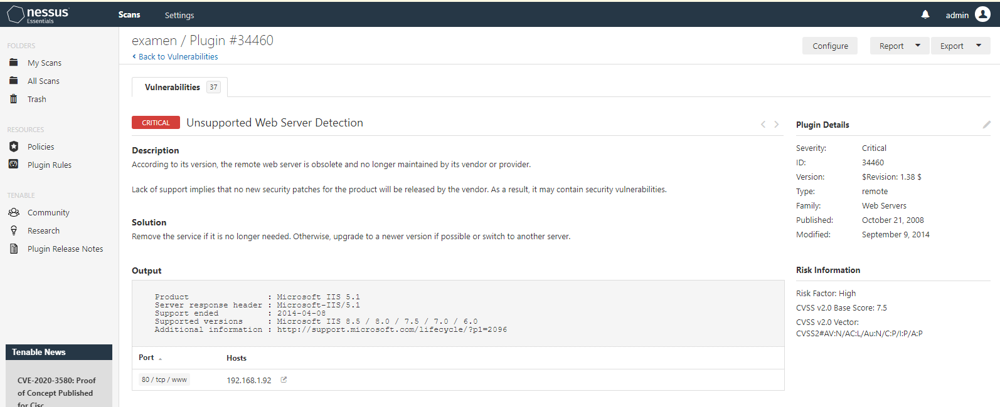 nessus
Essentials
Scans
Settings
admin
FOLDERS
My Scans
All Scans
Trash
RESOURCES
Policies
Plugin Rules
TENABLE
Community
Research
Plugin Release Notes
Tenable News
CVE-2020-3580: Proof
of Concept Published
for Cisc
examen / Plugin #34460
Back to Vulnerabilities
Configure
Report
Export
Vulnerabilities 37
CRITICAL Unsupported Web Server Detection
Description
According to its version, the remote web server is obsolete and no longer maintained by its vendor or provider.
Lack of support implies that no new security patches for the product will be released by the vendor. As a result, it may contain security vulnerabilities.
Solution
Remove the service if it is no longer needed. Otherwise, upgrade to a newer version if possible or switch to another server.
Output
Product : Microsoft IIS 5.1
Server response header : Microsoft-IIS/5.1
Support ended : 2014-04-08
Supported versions : Microsoft IIS 8.5 / 8.0 / 7.5 / 7.0 / 6.0
Additional information : http://support.microsoft.com/lifecycle/?p1=2096
Port Hosts
80 / tcp / www 192.168.1.92
Plugin Details
Severity: Critical
ID: 34460
Version: $Revision: 1.38 $
Type: remote
Family: Web Servers
Published: October 21, 2008
Modified: September 9, 2014
Risk Information
Risk Factor: High
CVSS v2.0 Base Score: 7.5
CVSS v2.0 Vector:
CVSS2#AV:N/AC:L/Au:N/C:P/I:P/A:P